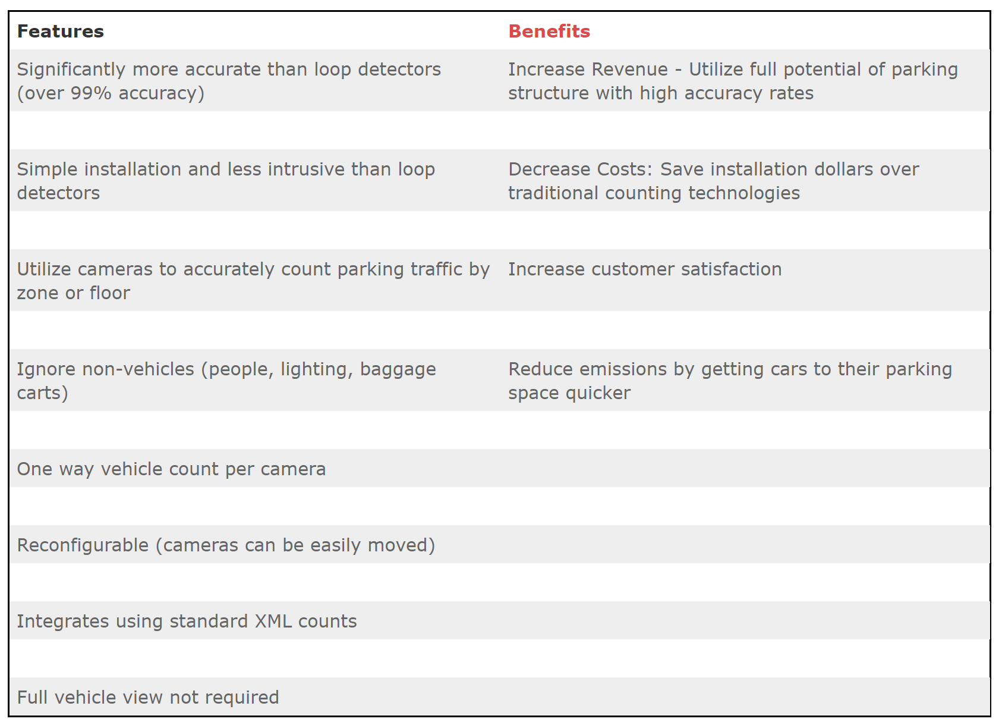 Features
Benefits
Significantly more accurate than loop detectors
(over 99% accuracy)
Increase Revenue - Utilize full potential of parking
structure with high accuracy rates
Simple installation and less intrusive than loop
detectors
Decrease Costs: Save installation dollars over
traditional counting technologies
Utilize cameras to accurately count parking traffic by
zone or floor
Increase customer satisfaction
Ignore non-vehicles (people, lighting, baggage
carts)
Reduce emissions by getting cars to their parking
space quicker
One way vehicle count per camera
Reconfigurable (cameras can be easily moved)
Integrates using standard XML counts
Full vehicle view not required